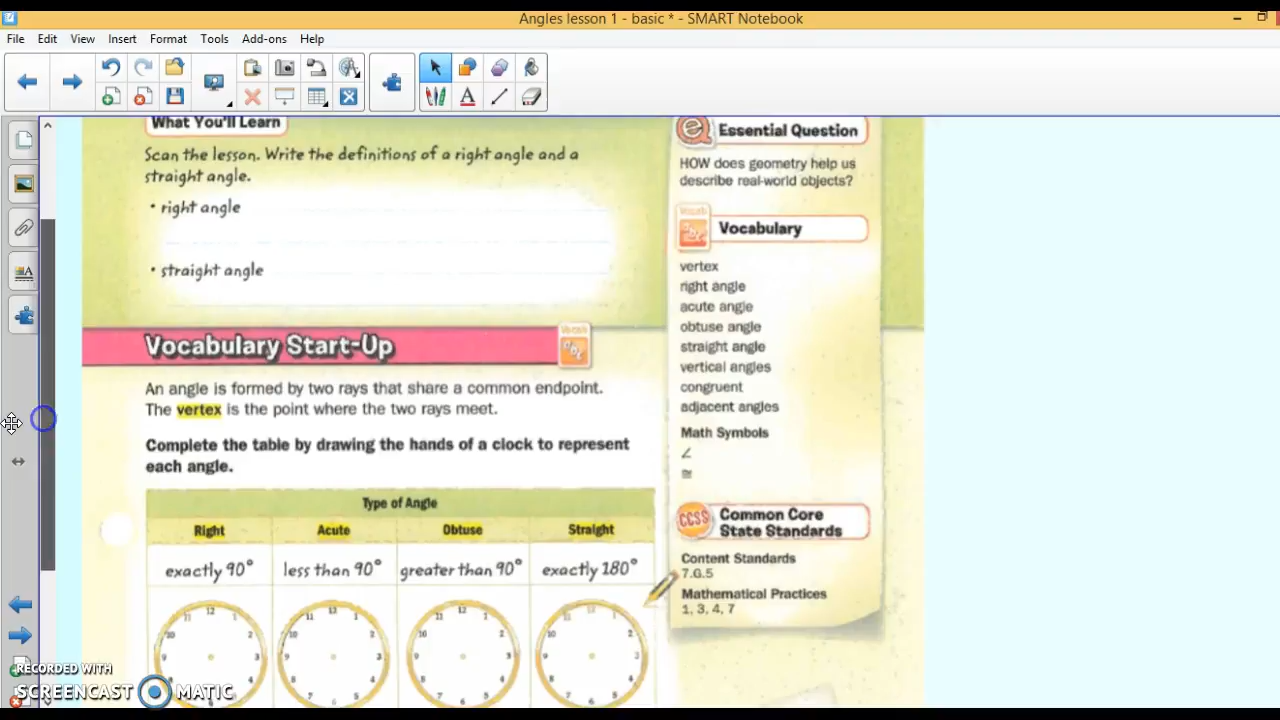 Angles lesson 1 - basic * - SMART Notebook
File Edit View Insert Format Tools Add-ons Help
What You'll Learn
Scan the lesson. Write the definitions of a right angle and a
straight angle.
• right angle
• straight angle
Vocabulary Start-Up
Vocab
abc
An angle is formed by two rays that share a common endpoint.
The vertex is the point where the two rays meet.
Complete the table by drawing the hands of a clock to represent
each angle.
Type of Angle
Right Acute Obtuse Straight
exactly 90° less than 90° greater than 90° exactly 180°
e Essential Question
HOW does geometry help us
describe real-world objects?
Vocab
abc
Vocabulary
vertex
right angle
acute angle
obtuse angle
straight angle
vertical angles
congruent
adjacent angles
Math Symbols
∠
≅
CCSS Common Core
State Standards
Content Standards
7.G.5
Mathematical Practices
1, 3, 4, 7
RECORDED WITH
SCREENCAST MATIC